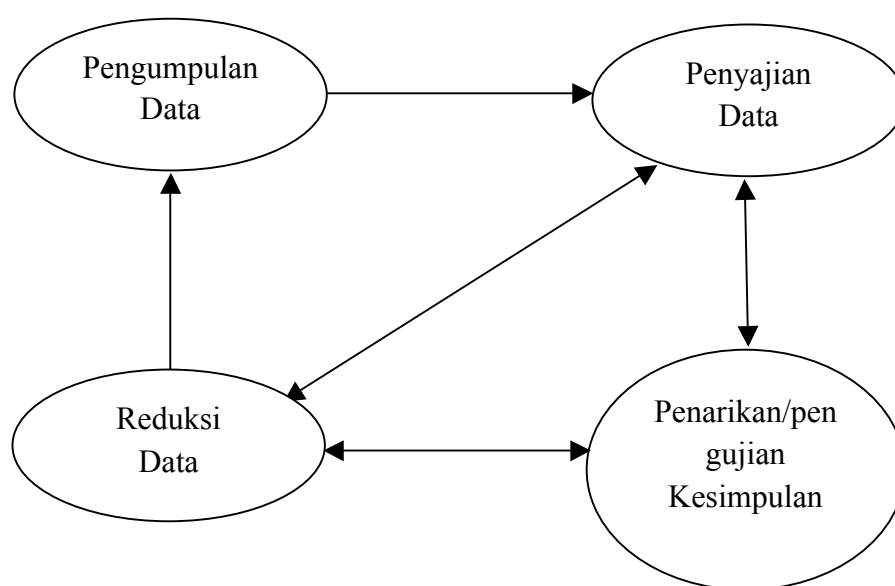 Pengumpulan
Data
Penyajian
Data
Reduksi
Data
Penarikan/pen
gujian
Kesimpulan